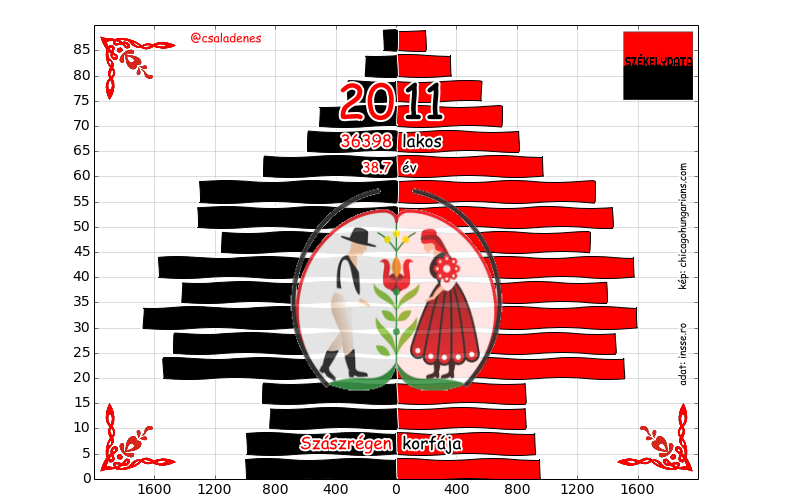 @csaladenes
SZÉKELYDATA
2011
36398 lakos
38.7 év
kép: chicagohungarians.com
adat: insse.ro
Szászrégen korfája
85
80
75
70
65
60
55
50
45
40
35
30
25
20
15
10
5
0
1600 1200 800 400 0 400 800 1200 1600